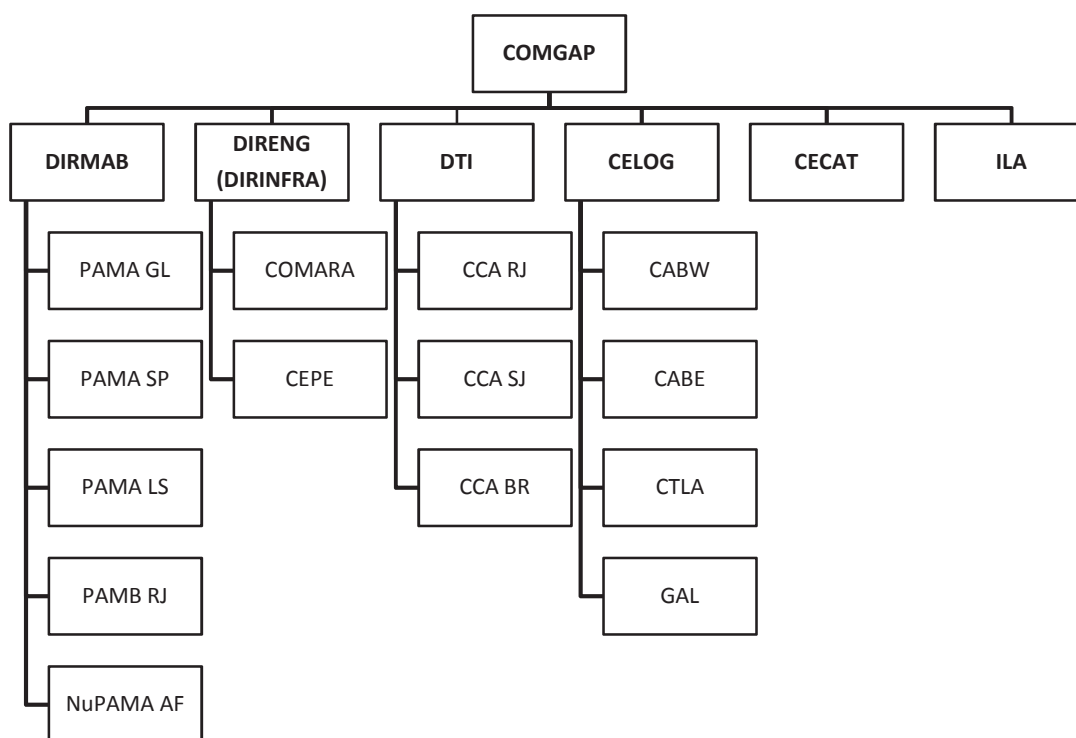 COMGAP
DIRMAB
DIRENG
(DIRINFRA)
DTI
CELOG
CECAT
ILA
PAMA GL
COMARA
CCA RJ
CABW
PAMA SP
CEPE
CCA SJ
CABE
PAMA LS
CCA BR
CTLA
PAMB RJ
GAL
NuPAMA AF